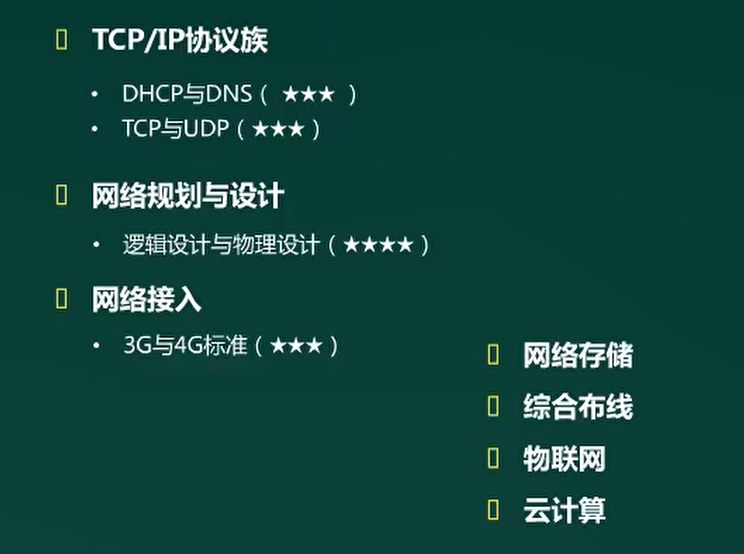 TCP/IP协议族
• DHCP与DNS（ ★★★ ）
• TCP与UDP（★★★）
网络规划与设计
• 逻辑设计与物理设计（★★★★）
网络接入
• 3G与4G标准（★★★）
网络存储
综合布线
物联网
云计算